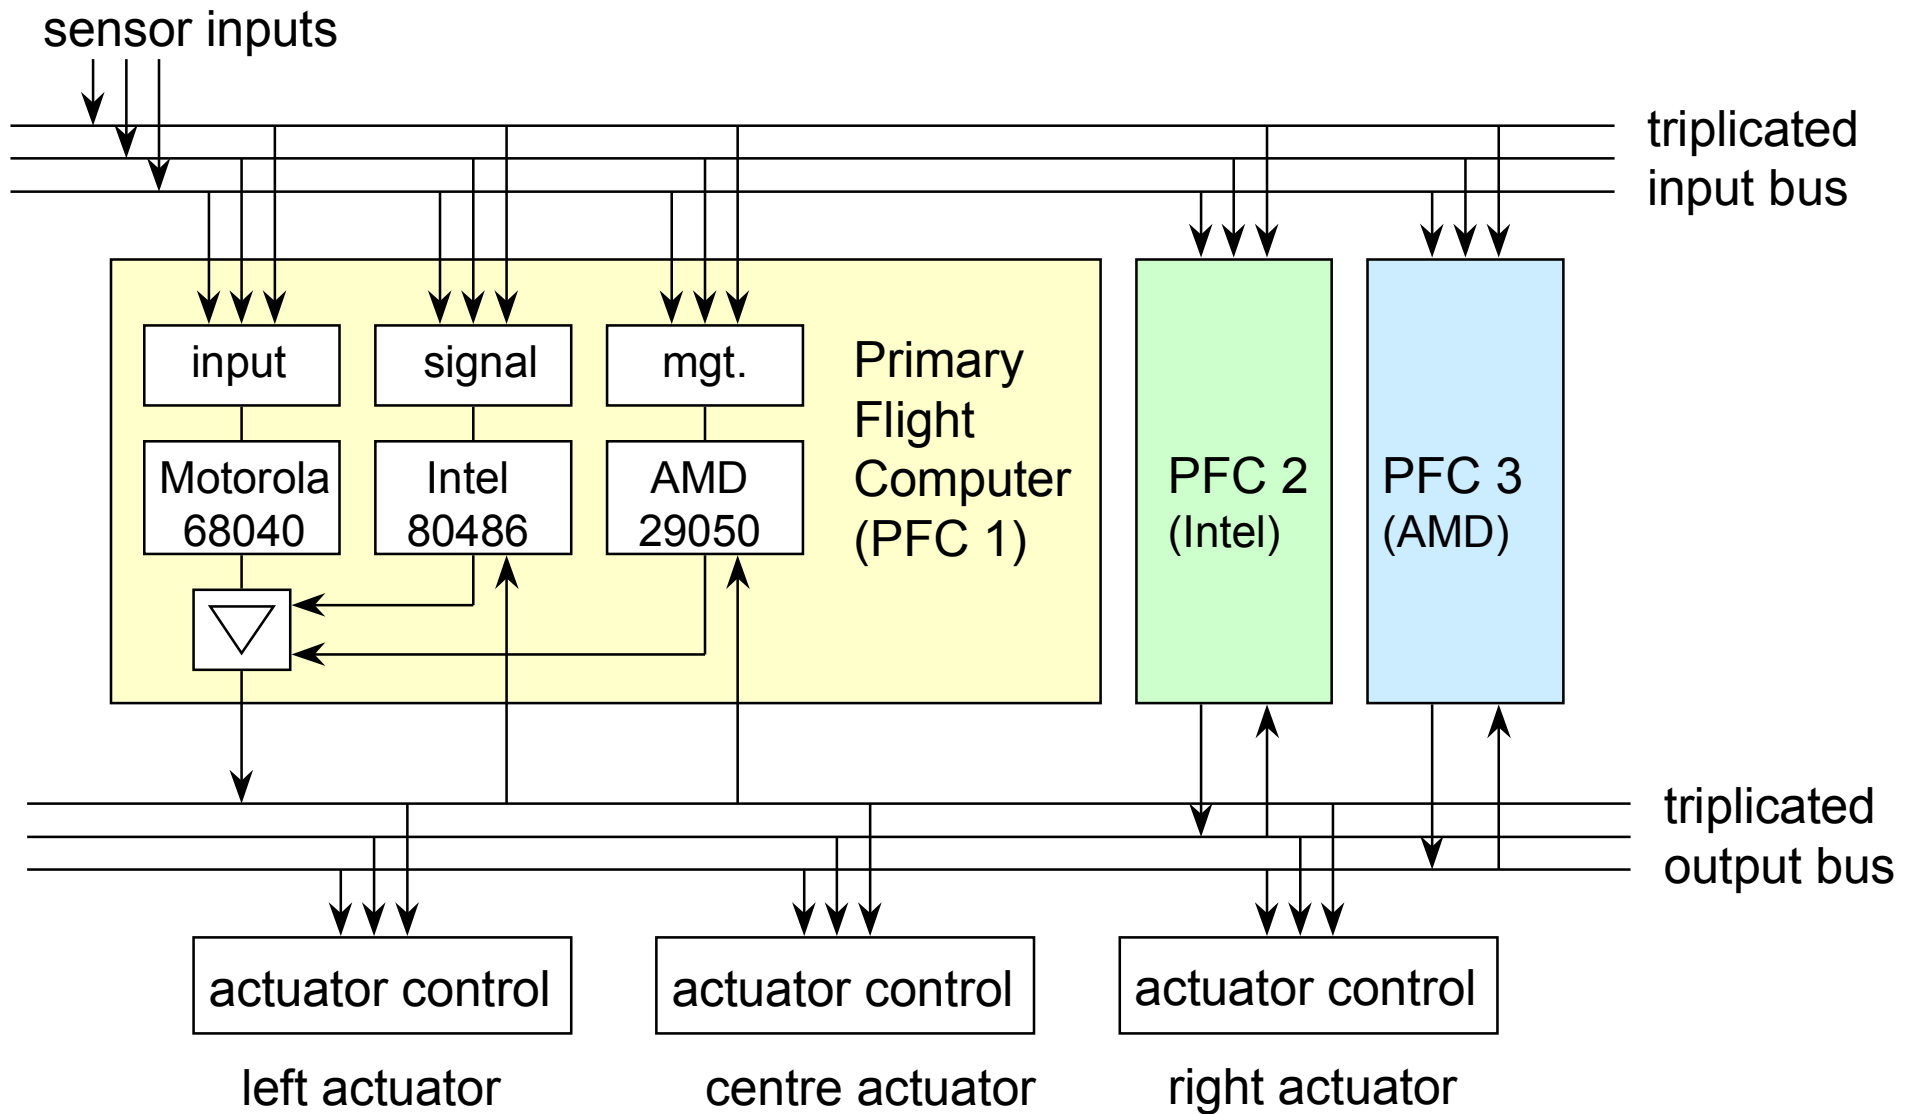 sensor inputs
triplicated
input bus
input
signal
mgt.
Primary
Flight
Computer
(PFC 1)
Motorola
68040
Intel
80486
AMD
29050
PFC 2
(Intel)
PFC 3
(AMD)
triplicated
output bus
actuator control
actuator control
actuator control
left actuator
centre actuator
right actuator